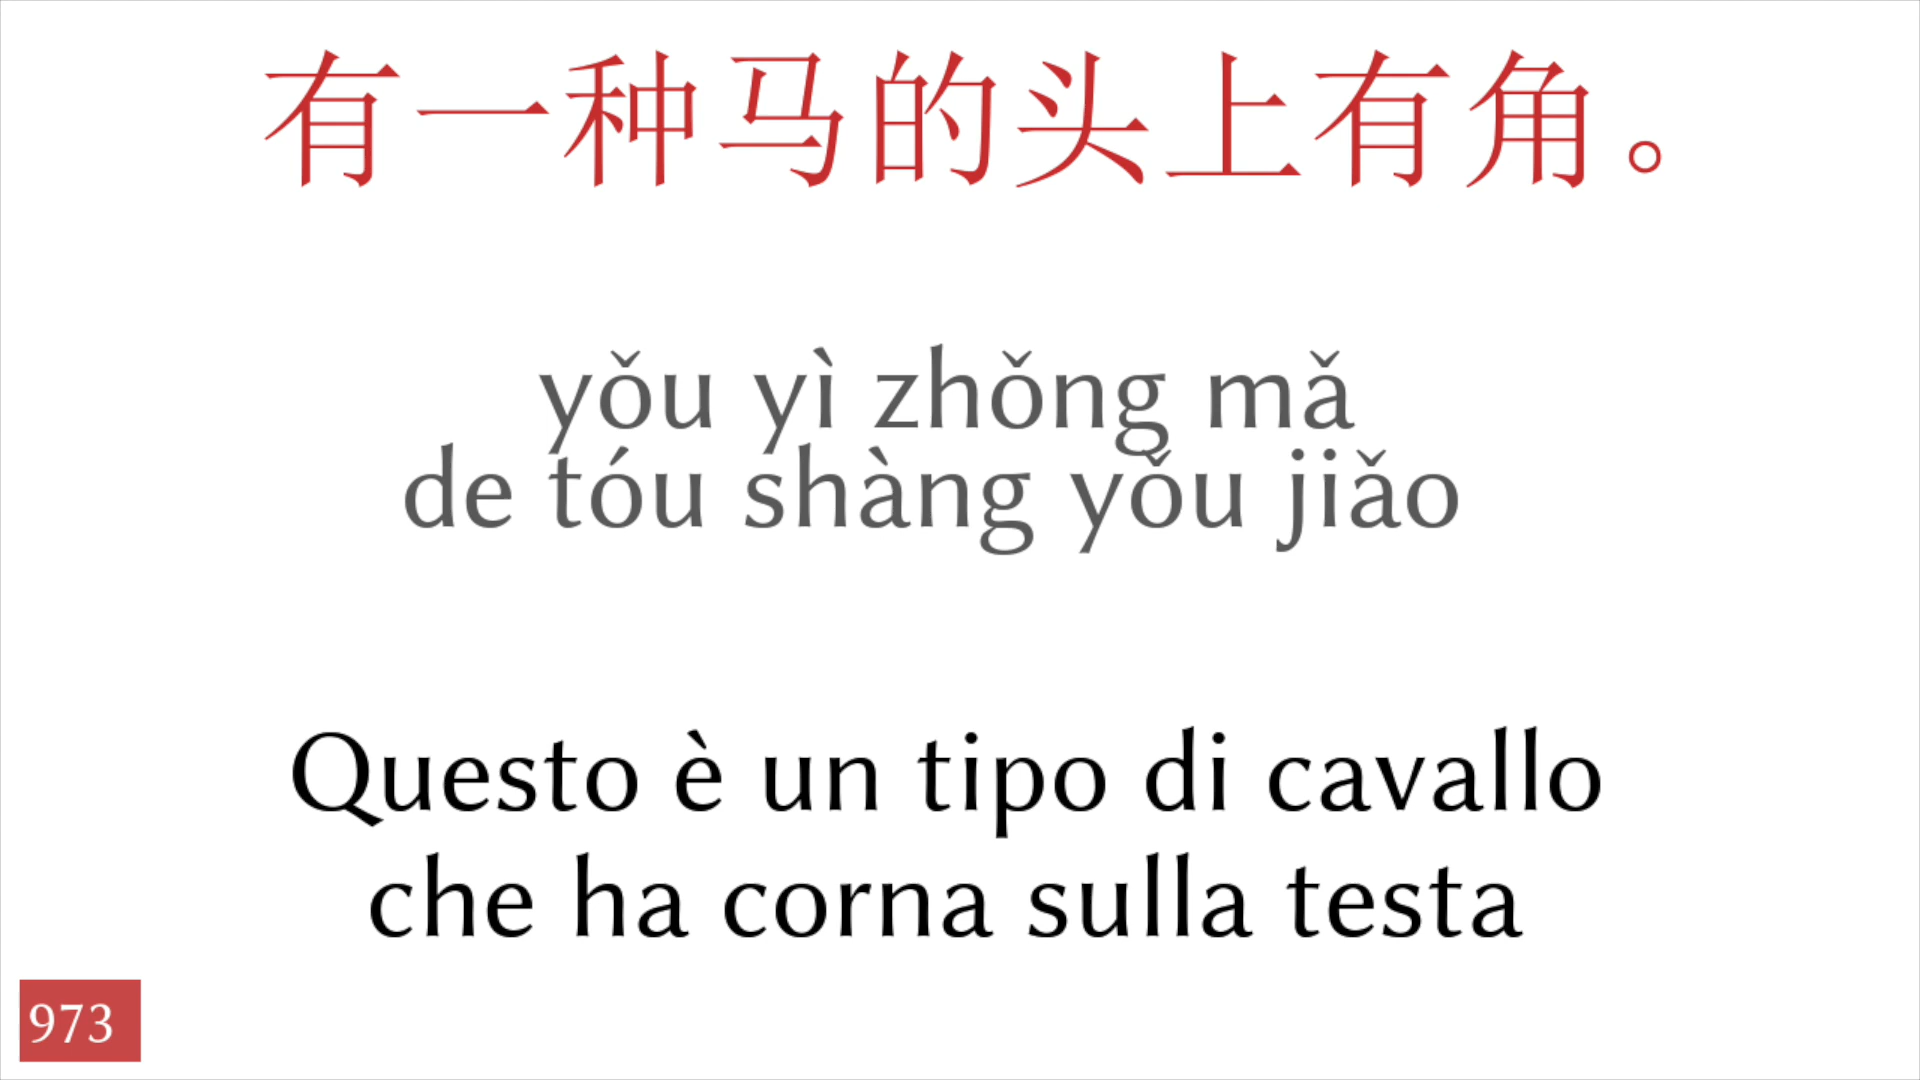 有一种马的头上有角。
yǒu yì zhǒng mǎ
de tóu shàng yǒu jiǎo
Questo è un tipo di cavallo
che ha corna sulla testa
973